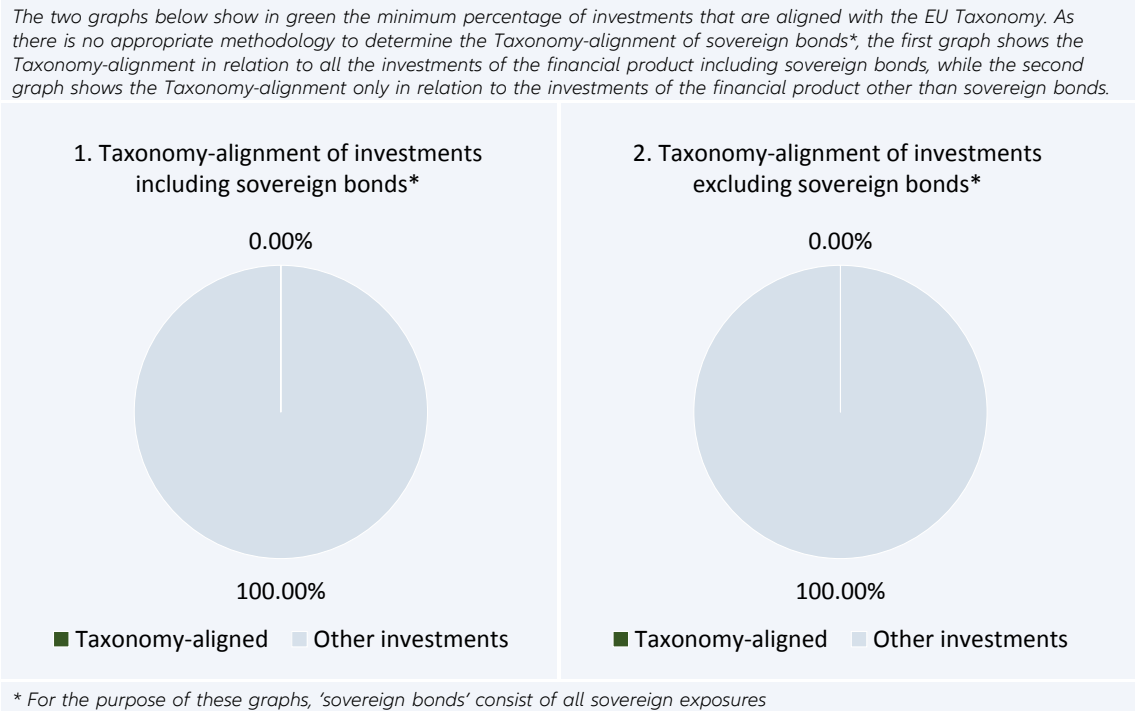 The two graphs below show in green the minimum percentage of investments that are aligned with the EU Taxonomy. As
there is no appropriate methodology to determine the Taxonomy-alignment of sovereign bonds*, the first graph shows the
Taxonomy-alignment in relation to all the investments of the financial product including sovereign bonds, while the second
graph shows the Taxonomy-alignment only in relation to the investments of the financial product other than sovereign bonds.
1. Taxonomy-alignment of investments
including sovereign bonds*
0.00%
100.00%
Taxonomy-aligned
Other investments
2. Taxonomy-alignment of investments
excluding sovereign bonds*
0.00%
100.00%
Taxonomy-aligned
Other investments
* For the purpose of these graphs, ‘sovereign bonds’ consist of all sovereign exposures